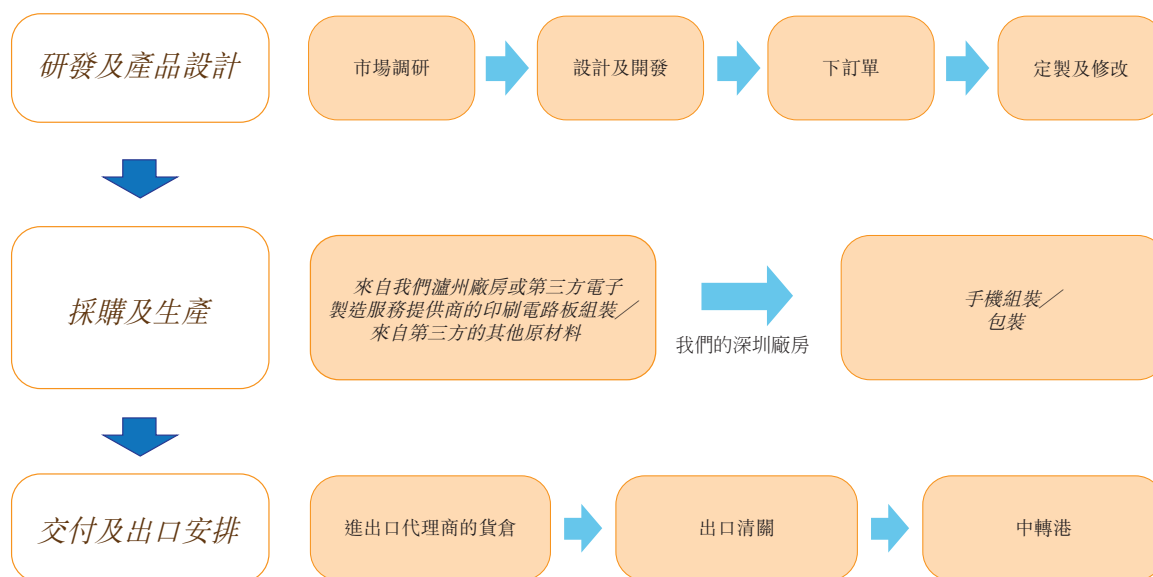 研發及產品設計
市場調研
設計及開發
下訂單
定製及修改
採購及生產
來自我們瀘州廠房或第三方電子
製造服務提供商的印刷電路板組裝／
來自第三方的其他原材料
我們的深圳廠房
手機組裝／
包裝
交付及出口安排
進出口代理商的貨倉
出口清關
中轉港